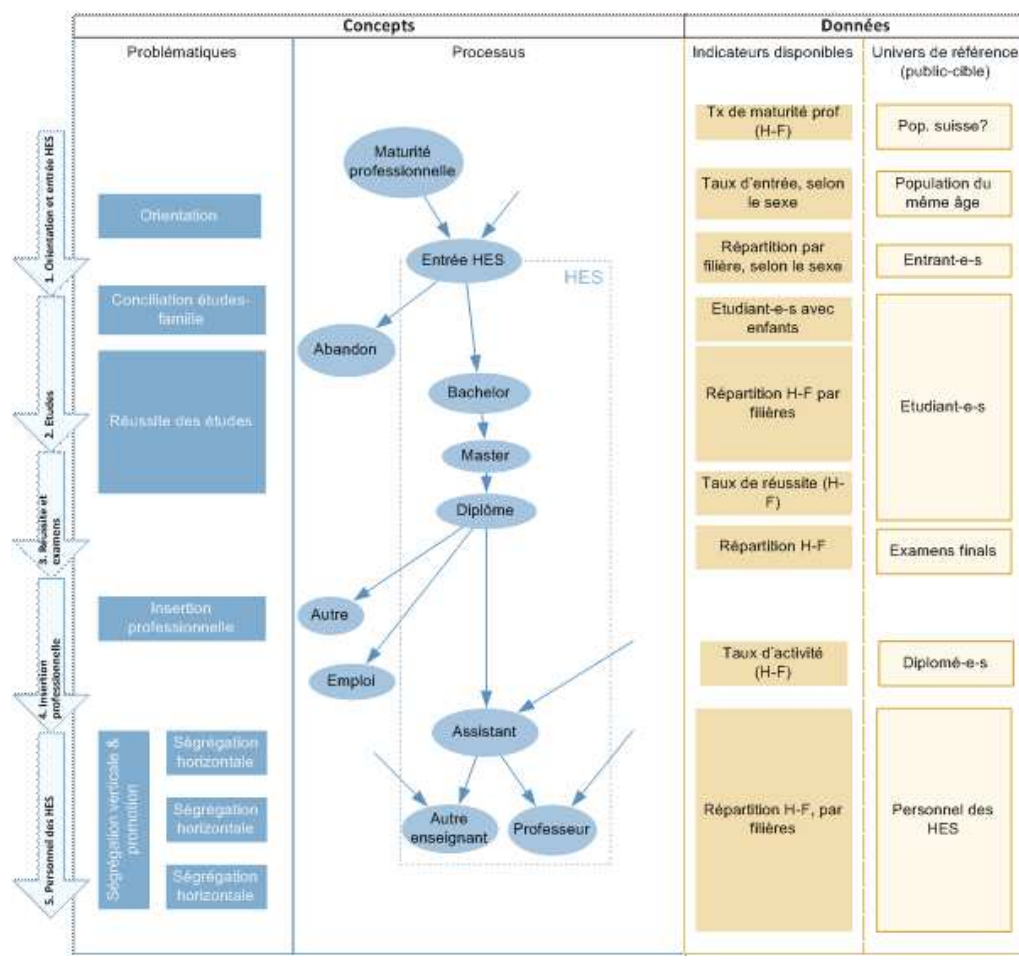 Concepts
Données
Problématiques
Processus
Indicateurs disponibles
Univers de référence
(public-cible)
1. Orientation et entrée HES
2. Etudes
3. Réussite et
examens
4. Insertion
professionnelle
5. Personnel des HES
Orientation
Conciliation études-
famille
Réussite des études
Insertion
professionnelle
Ségrégation verticale &
promotion
Ségrégation
horizontale
Ségrégation
horizontale
Ségrégation
horizontale
Maturité
professionnelle
Entrée HES
HES
Abandon
Bachelor
Master
Diplôme
Autre
Emploi
Assistant
Autre
enseignant
Professeur
Tx de maturité prof
(H-F)
Taux d'entrée, selon
le sexe
Répartition par
filière, selon le sexe
Etudiant-e-s avec
enfants
Répartition H-F par
filières
Taux de réussite (H-
F)
Répartition H-F
Taux d'activité
(H-F)
Répartition H-F, par
filières
Pop. suisse?
Population du
même âge
Entrant-e-s
Etudiant-e-s
Examens finals
Diplomé-e-s
Personnel des
HES